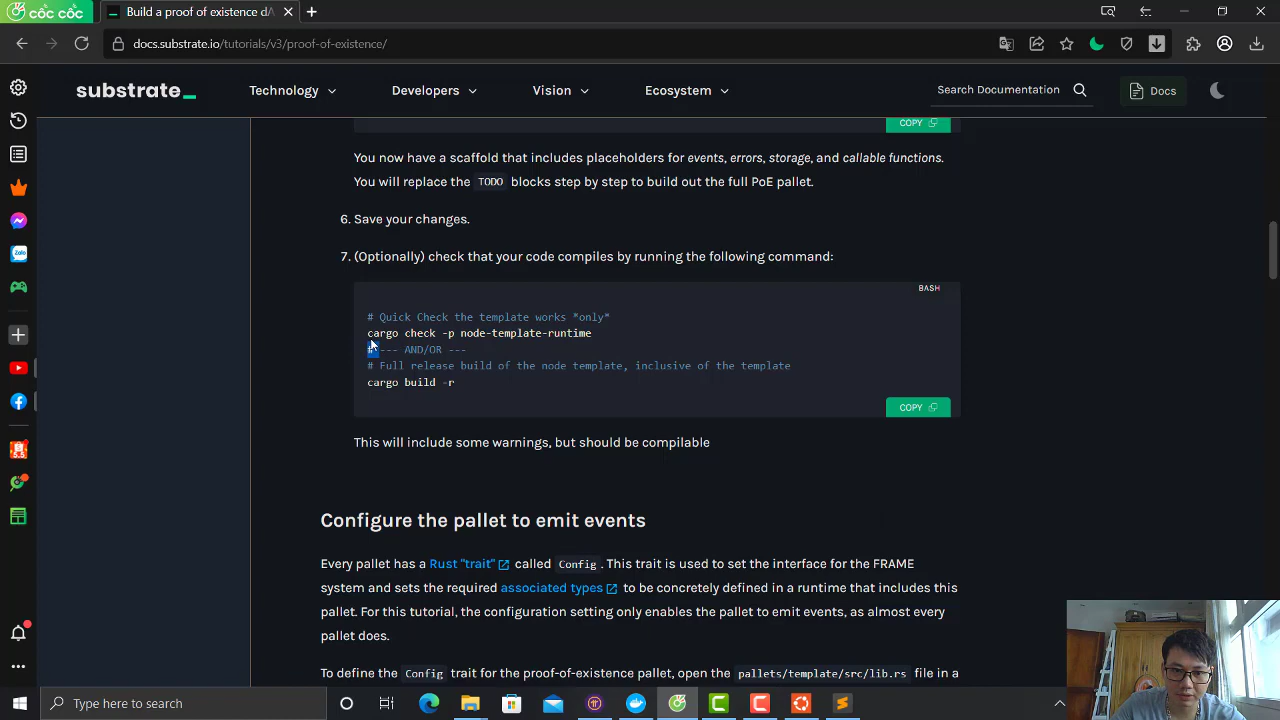 cốc cốc
Build a proof of existence dA
docs.substrate.io/tutorials/v3/proof-of-existence/
substrate_
Technology
Developers
Vision
Ecosystem
Search Documentation
Docs
COPY
You now have a scaffold that includes placeholders for events, errors, storage, and callable functions.
You will replace the TODO blocks step by step to build out the full PoE pallet.
6. Save your changes.
7. (Optionally) check that your code compiles by running the following command:
BASH
# Quick Check the template works *only*
cargo check -p node-template-runtime
# --- AND/OR ---
# Full release build of the node template, inclusive of the template
cargo build -r
COPY
This will include some warnings, but should be compilable
Configure the pallet to emit events
Every pallet has a Rust "trait" called Config. This trait is used to set the interface for the FRAME
system and sets the required associated types to be concretely defined in a runtime that includes this
pallet. For this tutorial, the configuration setting only enables the pallet to emit events, as almost every
pallet does.
To define the Config trait for the proof-of-existence pallet, open the pallets/template/src/lib.rs file in a
Zalo
5.5
Type here to search